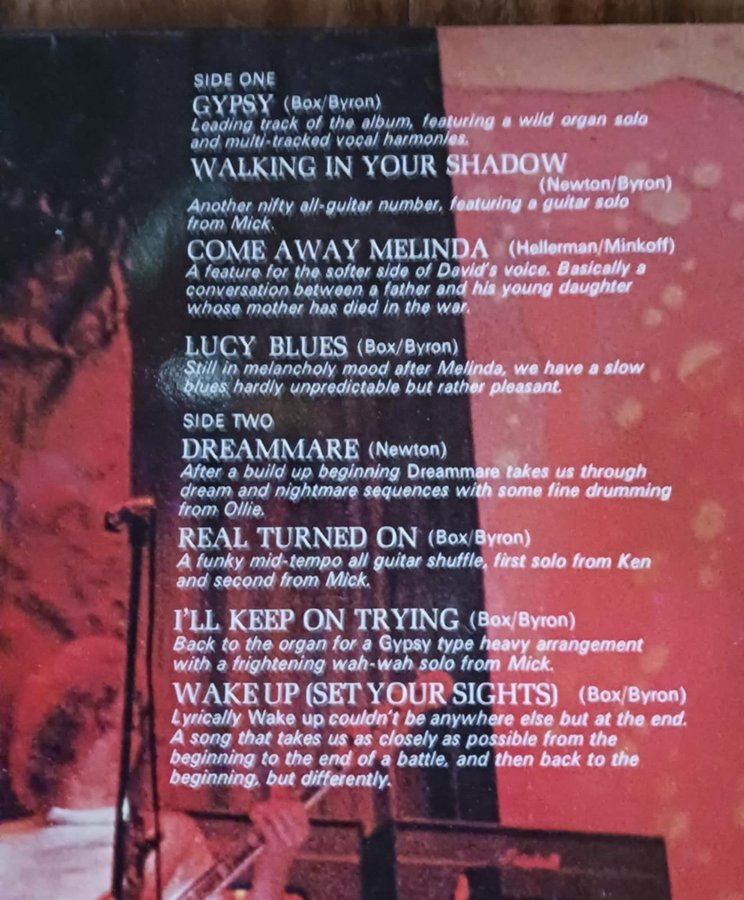 SIDE ONE
GYPSY (Box/Byron)
Leading track of the album, featuring a wild organ solo
and multi-tracked vocal harmonies.
WALKING IN YOUR SHADOW
(Newton/Byron)
Another nifty all-guitar number, featuring a guitar solo
from Mick.
COME AWAY MELINDA (Hellerman/Minkoff)
A feature for the softer side of David's voice. Basically a
conversation between a father and his young daughter
whose mother has died in the war.
LUCY BLUES (Box/Byron)
Still in melancholy mood after Melinda, we have a slow
blues hardly unpredictable but rather pleasant.
SIDE TWO
DREAMMARE (Newton)
After a build up beginning Dreammare takes us through
dream and nightmare sequences with some fine drumming
from Ollie.
REAL TURNED ON (Box/Byron)
A funky mid-tempo all guitar shuffle, first solo from Ken
and second from Mick.
I'LL KEEP ON TRYING (Box/Byron)
Back to the organ for a Gypsy type heavy arrangement
with a frightening wah-wah solo from Mick.
WAKE UP (SET YOUR SIGHTS) (Box/Byron)
Lyrically Wake up couldn't be anywhere else but at the end.
A song that takes us as closely as possible from the
beginning to the end of a battle, and then back to the
beginning, but differently.